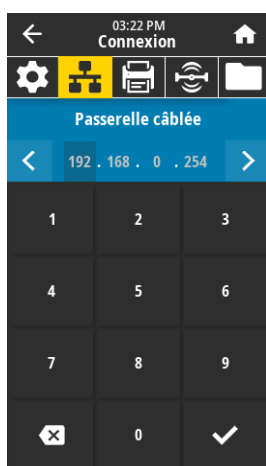 03:22 PM
Connexion
Passerelle câblée
192 . 168 . 0 . 254
1 2 3
4 5 6
7 8 9
0